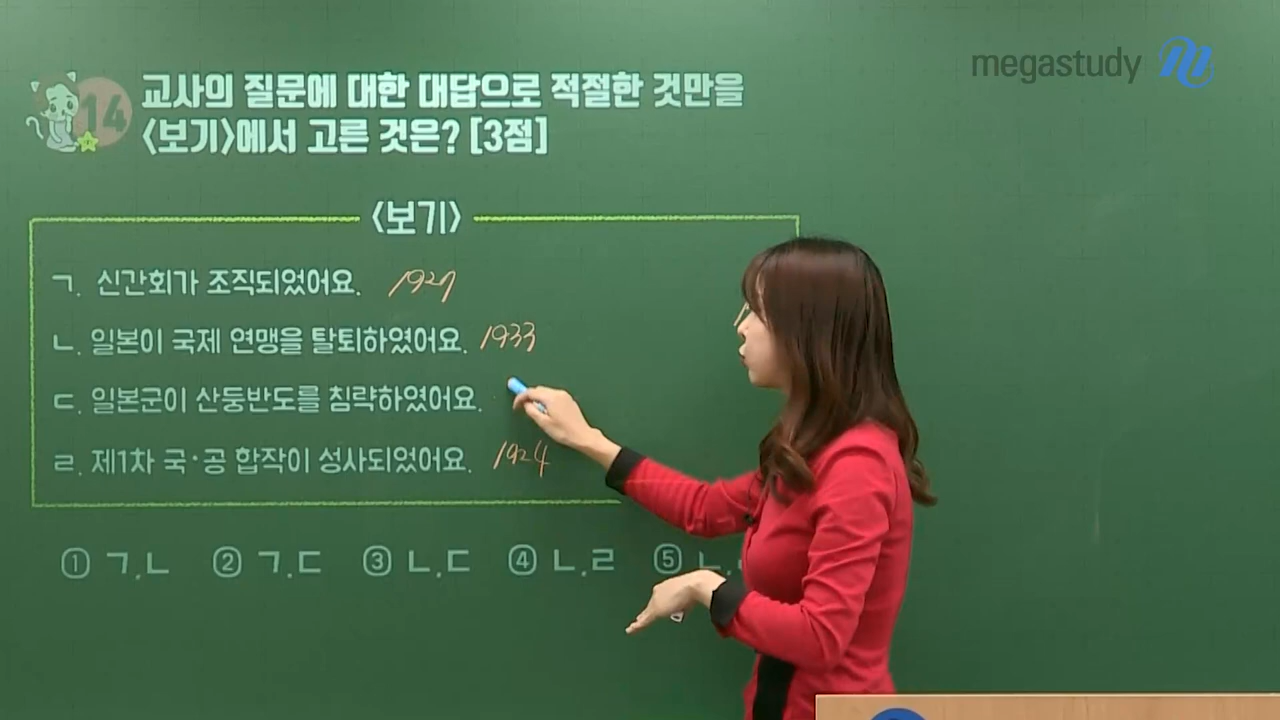 megastudy
14 교사의 질문에 대한 대답으로 적절한 것만을
<보기>에서 고른 것은? [3점]
<보기>
ㄱ. 신간회가 조직되었어요. 1927
ㄴ. 일본이 국제 연맹을 탈퇴하였어요. 1933
ㄷ. 일본군이 산둥반도를 침략하였어요.
ㄹ. 제1차 국·공 합작이 성사되었어요. 1924
① ㄱ,ㄴ ② ㄱ,ㄷ ③ ㄴ,ㄷ ④ ㄴ,ㄹ ⑤